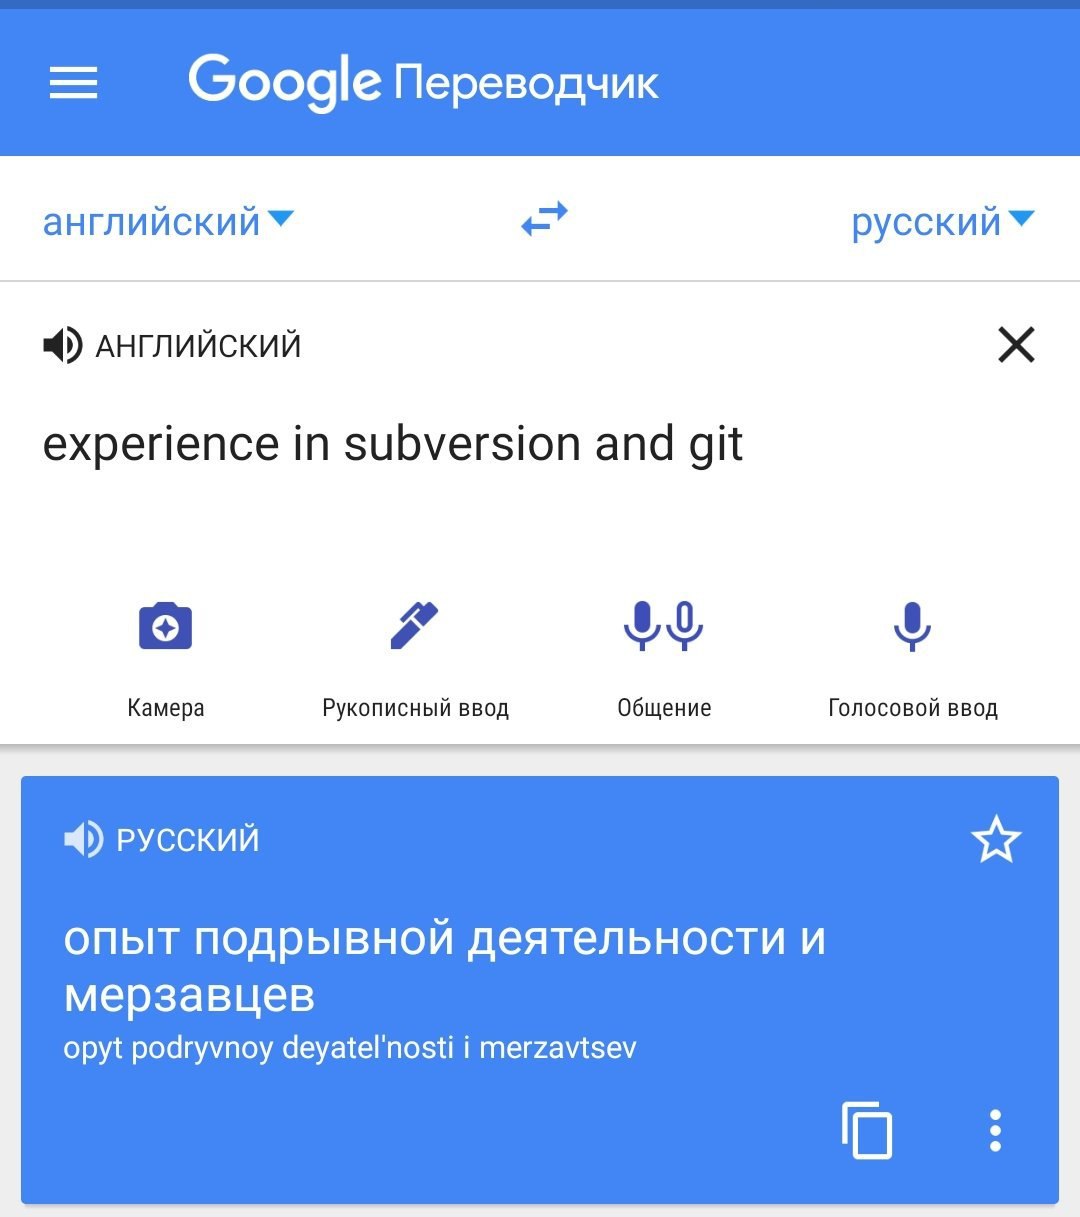 Google Переводчик
английский русский
АНГЛИЙСКИЙ
experience in subversion and git
Камера Рукописный ввод Общение Голосовой ввод
РУССКИЙ
опыт подрывной деятельности и
мерзавцев
opyt podryvnoy deyatel'nosti i merzavtsev